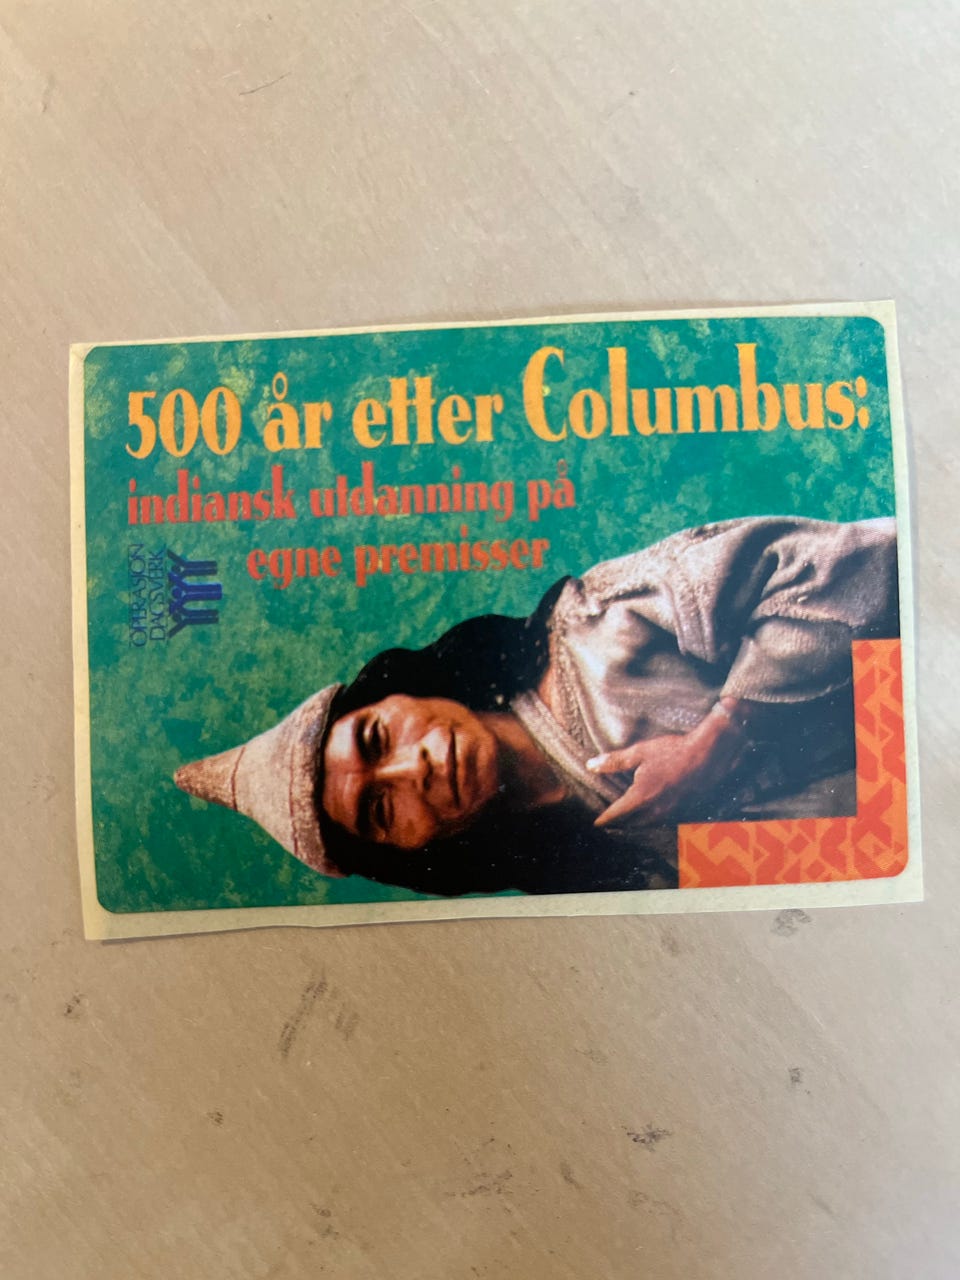 500 år etter Columbus:
indiansk utdanning på
egne premisser
OPERASJON
DAGSVERK